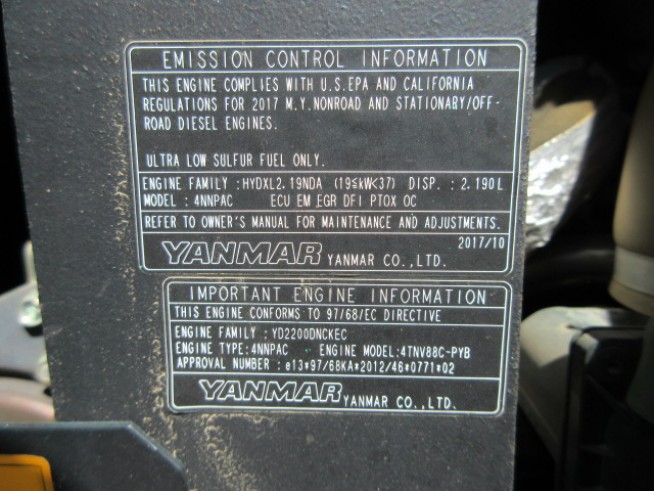 EMISSION CONTROL INFORMATION
THIS ENGINE COMPLIES WITH U.S.EPA AND CALIFORNIA
REGULATIONS FOR 2017 M.Y.NONROAD AND STATIONARY/OFF-
ROAD DIESEL ENGINES.
ULTRA LOW SULFUR FUEL ONLY.
ENGINE FAMILY : HYDXL2.19NDA (19≤kW<37) DISP. : 2.190L
MODEL : 4NNPAC ECU EM EGR DFI PTOX OC
REFER TO OWNER'S MANUAL FOR MAINTENANCE AND ADJUSTMENTS.
2017/10
YANMAR YANMAR CO.,LTD.
IMPORTANT ENGINE INFORMATION
THIS ENGINE CONFORMS TO 97/68/EC DIRECTIVE
ENGINE FAMILY : YD2200DNCKEC
ENGINE TYPE:4NNPAC ENGINE MODEL:4TNV88C-PYB
APPROVAL NUMBER : e13*97/68KA*2012/46*0771*02
YANMAR YANMAR CO.,LTD.